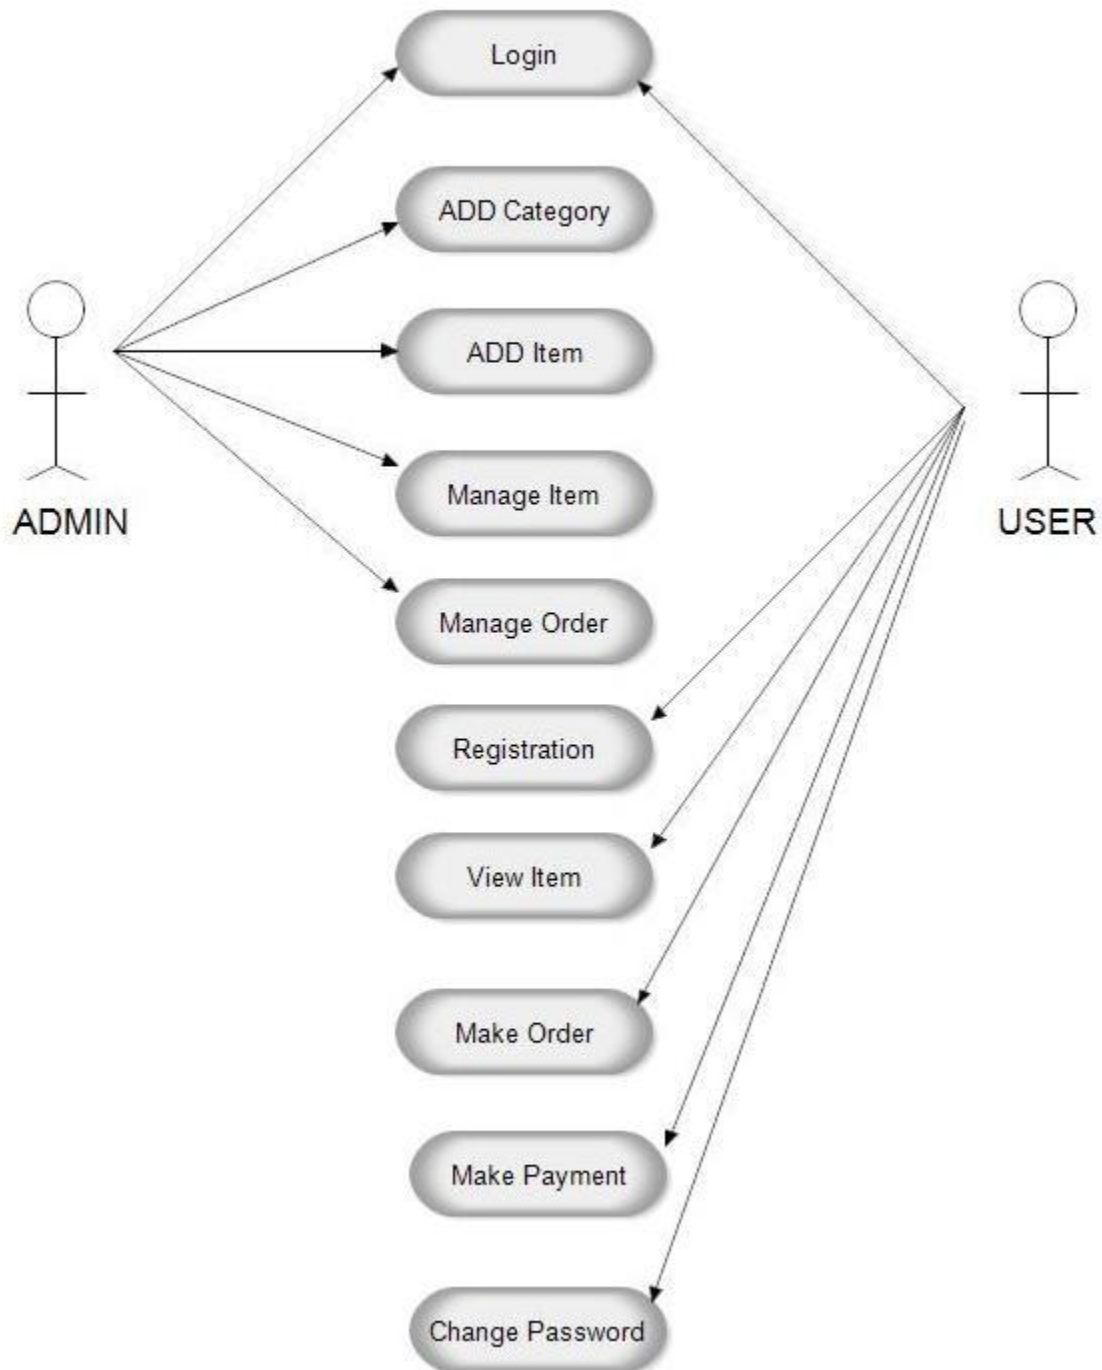 Login
ADD Category
ADD Item
Manage Item
ADMIN
USER
Manage Order
Registration
View Item
Make Order
Make Payment
Change Password